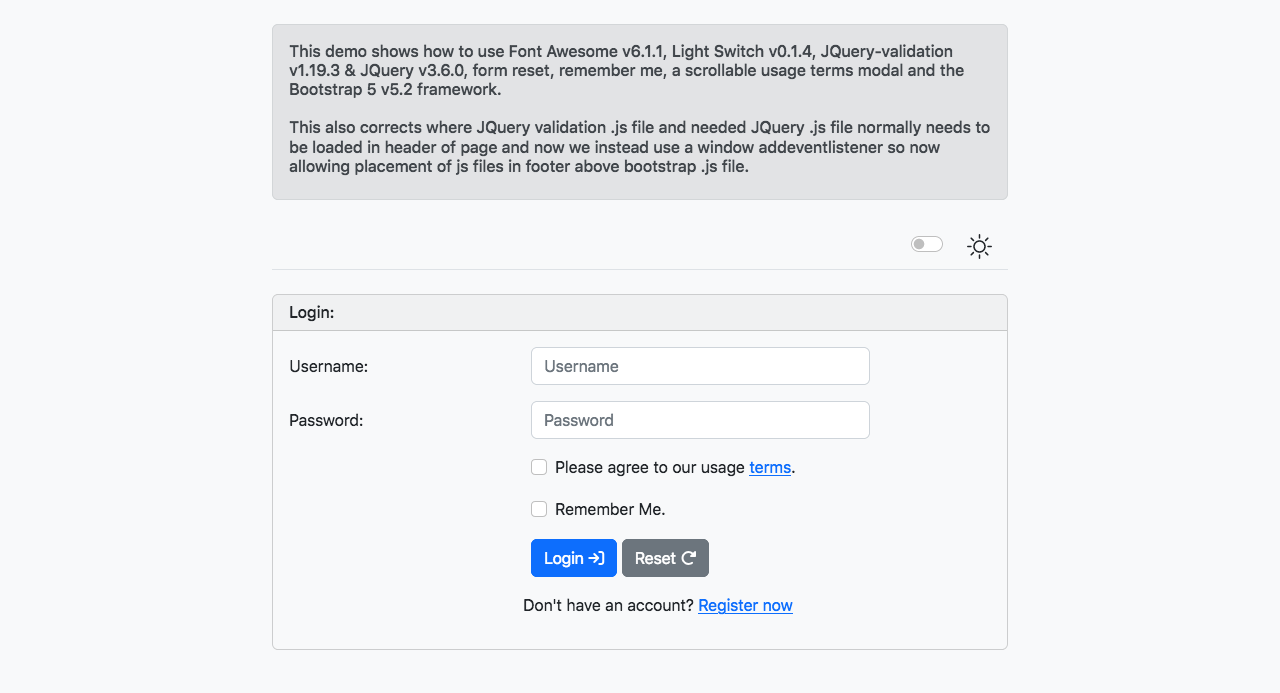 This demo shows how to use Font Awesome v6.1.1, Light Switch v0.1.4, JQuery-validation
v1.19.3 & JQuery v3.6.0, form reset, remember me, a scrollable usage terms modal and the
Bootstrap 5 v5.2 framework.
This also corrects where JQuery validation .js file and needed JQuery .js file normally needs to
be loaded in header of page and now we instead use a window addeventlistener so now
allowing placement of js files in footer above bootstrap .js file.
Login:
Username:
Username
Password:
Password
Please agree to our usage terms.
Remember Me.
Login
Reset
Don't have an account? Register now